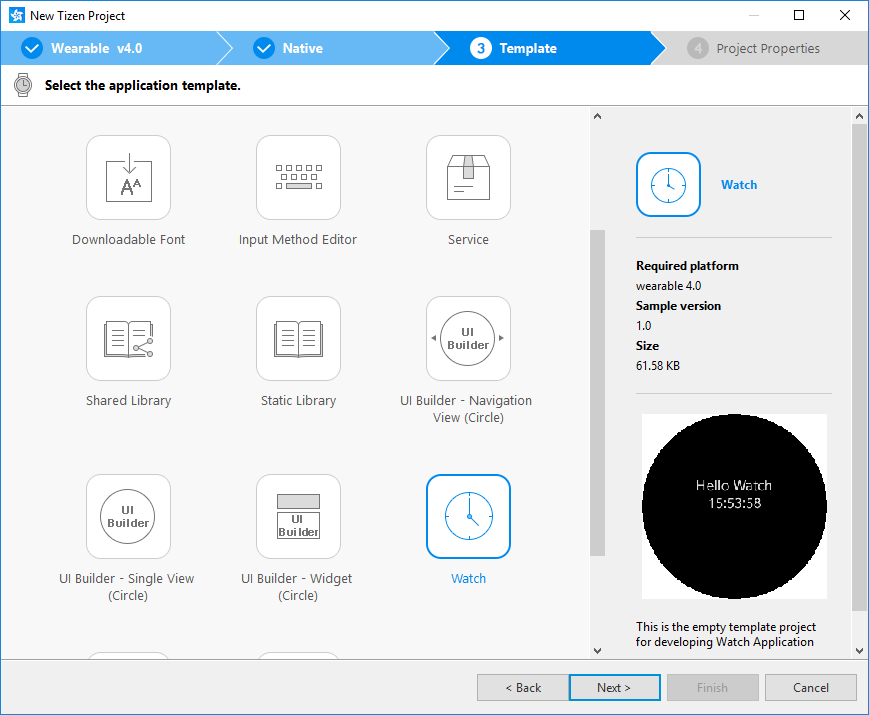 New Tizen Project
Wearable v4.0
Native
3 Template
4 Project Properties
Select the application template.
Downloadable Font
Input Method Editor
Service
Shared Library
Static Library
UI
Builder
UI Builder - Navigation
View (Circle)
UI
Builder
UI Builder - Single View
(Circle)
UI
Builder
UI Builder - Widget
(Circle)
Watch
Watch
Required platform
wearable 4.0
Sample version
1.0
Size
61.58 KB
Hello Watch
15:53:58
This is the empty template project
for developing Watch Application
< Back
Next >
Finish
Cancel